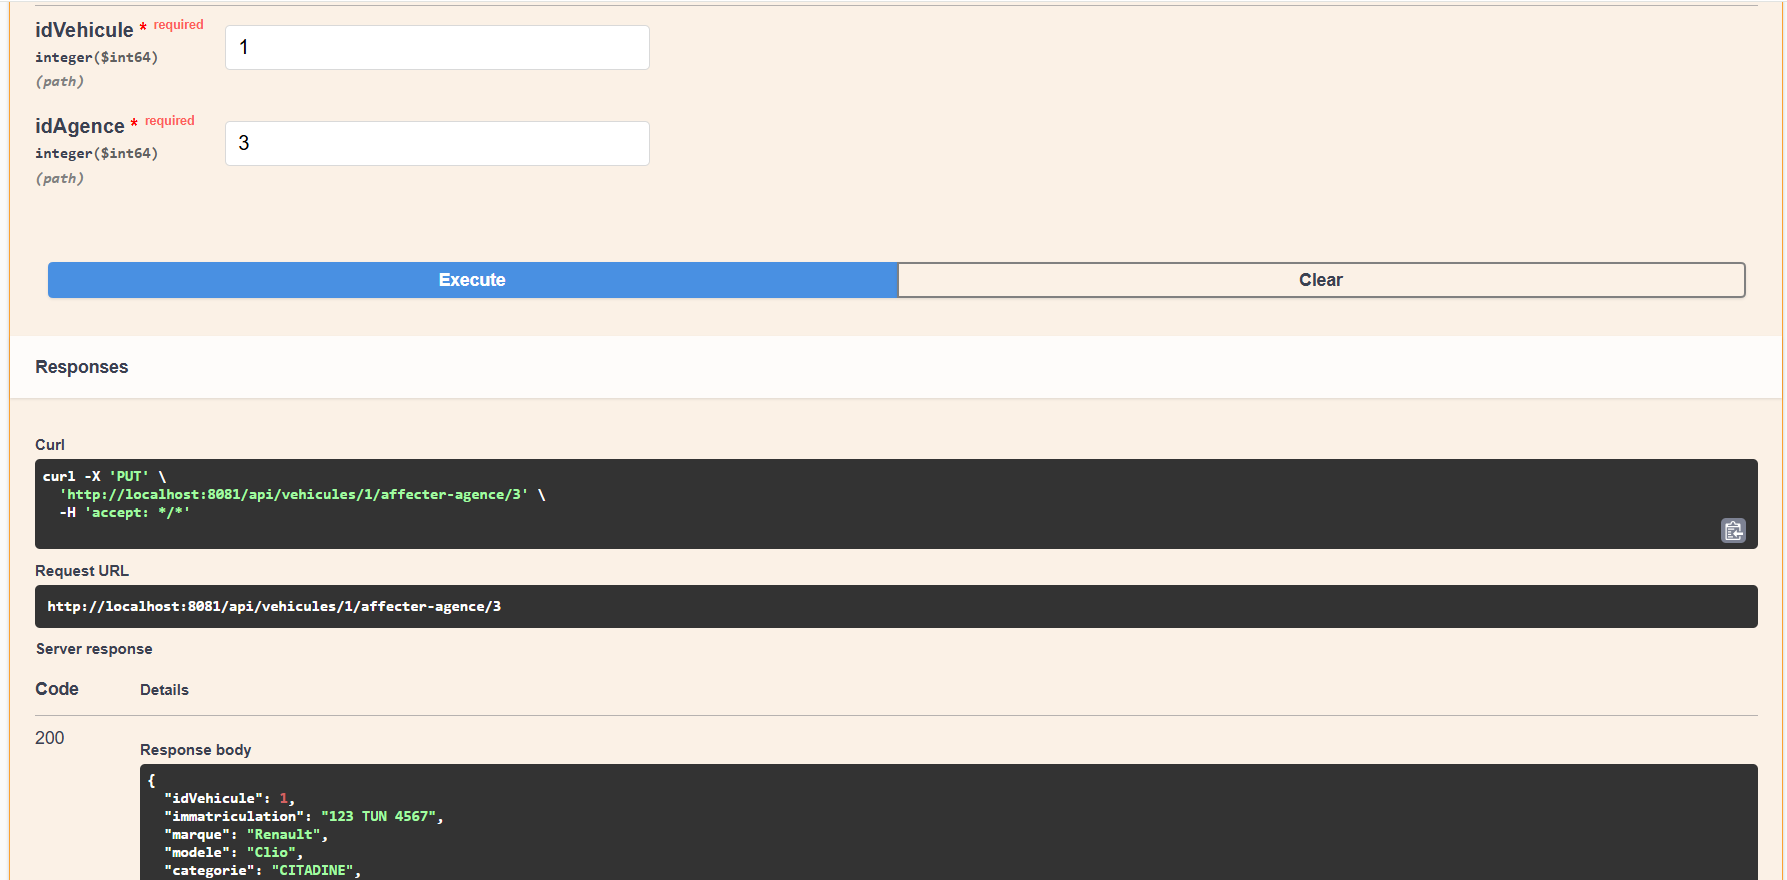 idVehicule * required
integer($int64)
(path)
1
idAgence * required
integer($int64)
(path)
3
Execute
Clear
Responses
Curl
curl -X 'PUT' \
  'http://localhost:8081/api/vehicules/1/affecter-agence/3' \
  -H 'accept: */*'
Request URL
http://localhost:8081/api/vehicules/1/affecter-agence/3
Server response
Code Details
200
Response body
{
  "idVehicule": 1,
  "immatriculation": "123 TUN 4567",
  "marque": "Renault",
  "modele": "Clio",
  "categorie": "CITADINE",